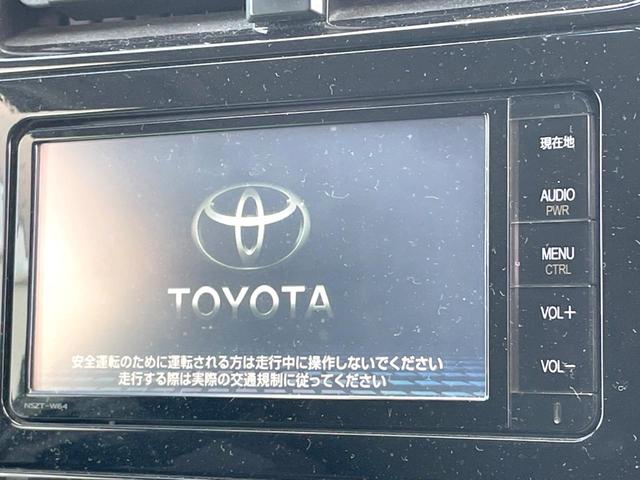 現在地
AUDIO
PWR
MENU
CTRL
VOL+
VOL-
TOYOTA
安全運転のために運転される方は走行中に操作しないでください
走行する際は実際の交通規制に従ってください
NSZT-W64